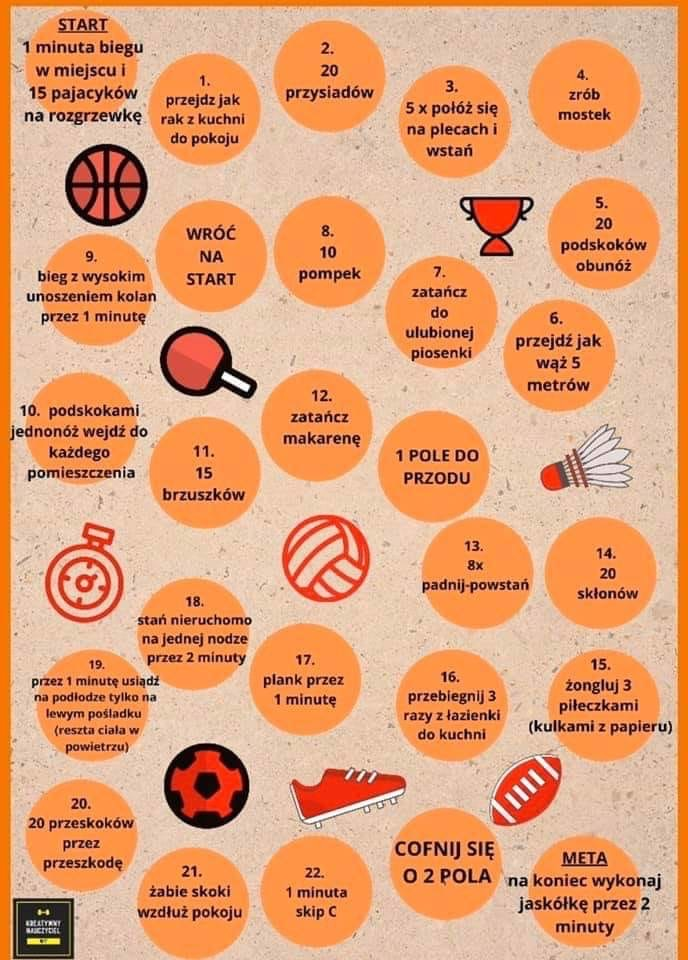 START
1 minuta biegu
w miejscu i
15 pajacyków
na rozgrzewkę
1.
przejdz jak
rak z kuchni
do pokoju
2.
20
przysiadów
3.
5 x połóż się
na plecach i
wstań
4.
zrób
mostek
5.
20
podskoków
obunóż
6.
przejdź jak
wąż 5
metrów
7.
zatańcz
do
ulubionej
piosenki
8.
10
pompek
WRÓĆ
NA
START
9.
bieg z wysokim
unoszeniem kolan
przez 1 minutę
10. podskokami
jednonóż wejdź do
każdego
pomieszczenia
11.
15
brzuszków
12.
zatańcz
makarenę
1 POLE DO
PRZODU
13.
8x
padnij-powstań
14.
20
skłonów
15.
żongluj 3
piłeczkami
(kulkami z papieru)
16.
przebiegnij 3
razy z łazienki
do kuchni
17.
plank przez
1 minutę
18.
stań nieruchomo
na jednej nodze
przez 2 minuty
19.
przez 1 minutę usiądź
na podłodze tylko na
lewym pośladku
(reszta ciała w
powietrzu)
20.
20 przeskoków
przez
przeszkodę
21.
żabie skoki
wzdłuż pokoju
22.
1 minuta
skip C
COFNIJ SIĘ
O 2 POLA
META
na koniec wykonaj
jaskółkę przez 2
minuty
KREATYWNY
NAUCZYCIEL